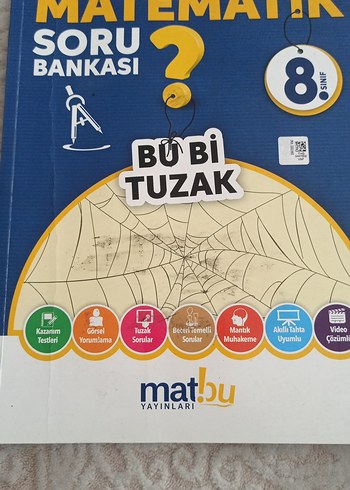 MATEMATİK
SORU
BANKASI
?
8.
SINIF
BU Bİ
TUZAK
Kazanım
Testleri
Görsel
Yorumlama
Tuzak
Sorular
Beceri Temelli
Sorular
Mantık
Muhakeme
Akıllı Tahta
Uyumlu
Video
Çözümlü
mat!bu
YAYINLARI